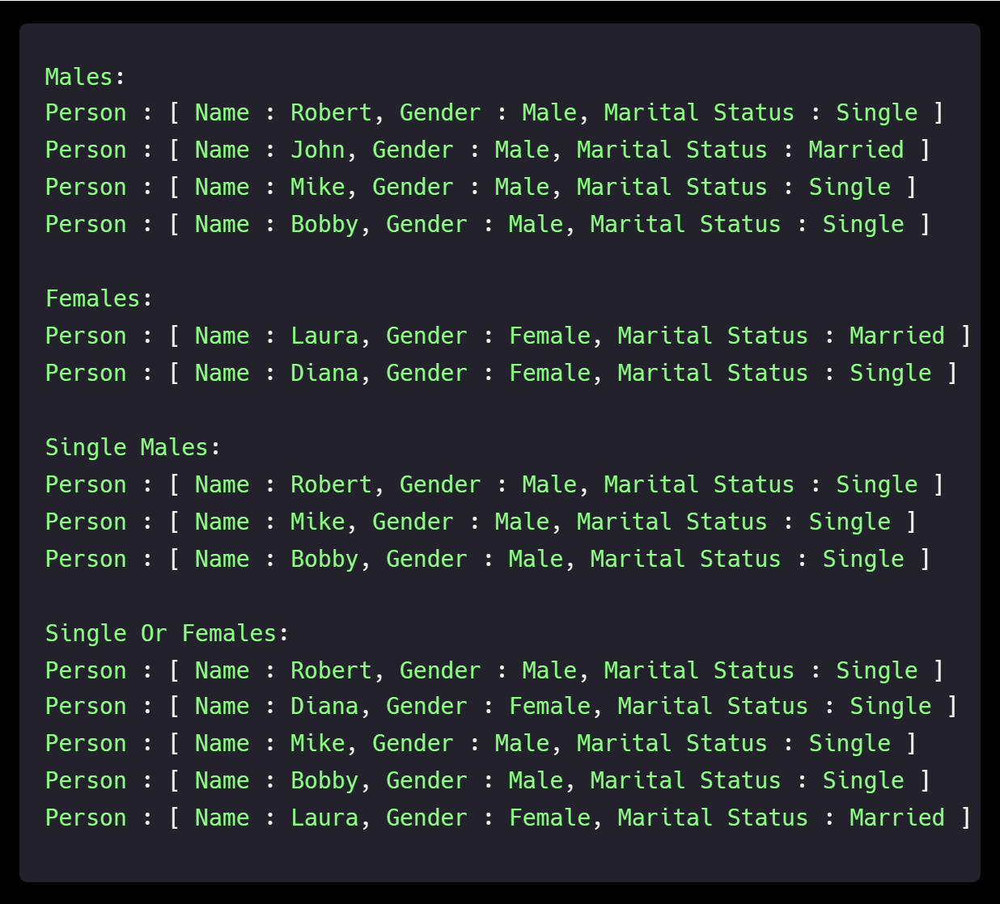 Males:
Person : [ Name : Robert, Gender : Male, Marital Status : Single ]
Person : [ Name : John, Gender : Male, Marital Status : Married ]
Person : [ Name : Mike, Gender : Male, Marital Status : Single ]
Person : [ Name : Bobby, Gender : Male, Marital Status : Single ]

Females:
Person : [ Name : Laura, Gender : Female, Marital Status : Married ]
Person : [ Name : Diana, Gender : Female, Marital Status : Single ]

Single Males:
Person : [ Name : Robert, Gender : Male, Marital Status : Single ]
Person : [ Name : Mike, Gender : Male, Marital Status : Single ]
Person : [ Name : Bobby, Gender : Male, Marital Status : Single ]

Single Or Females:
Person : [ Name : Robert, Gender : Male, Marital Status : Single ]
Person : [ Name : Diana, Gender : Female, Marital Status : Single ]
Person : [ Name : Mike, Gender : Male, Marital Status : Single ]
Person : [ Name : Bobby, Gender : Male, Marital Status : Single ]
Person : [ Name : Laura, Gender : Female, Marital Status : Married ]